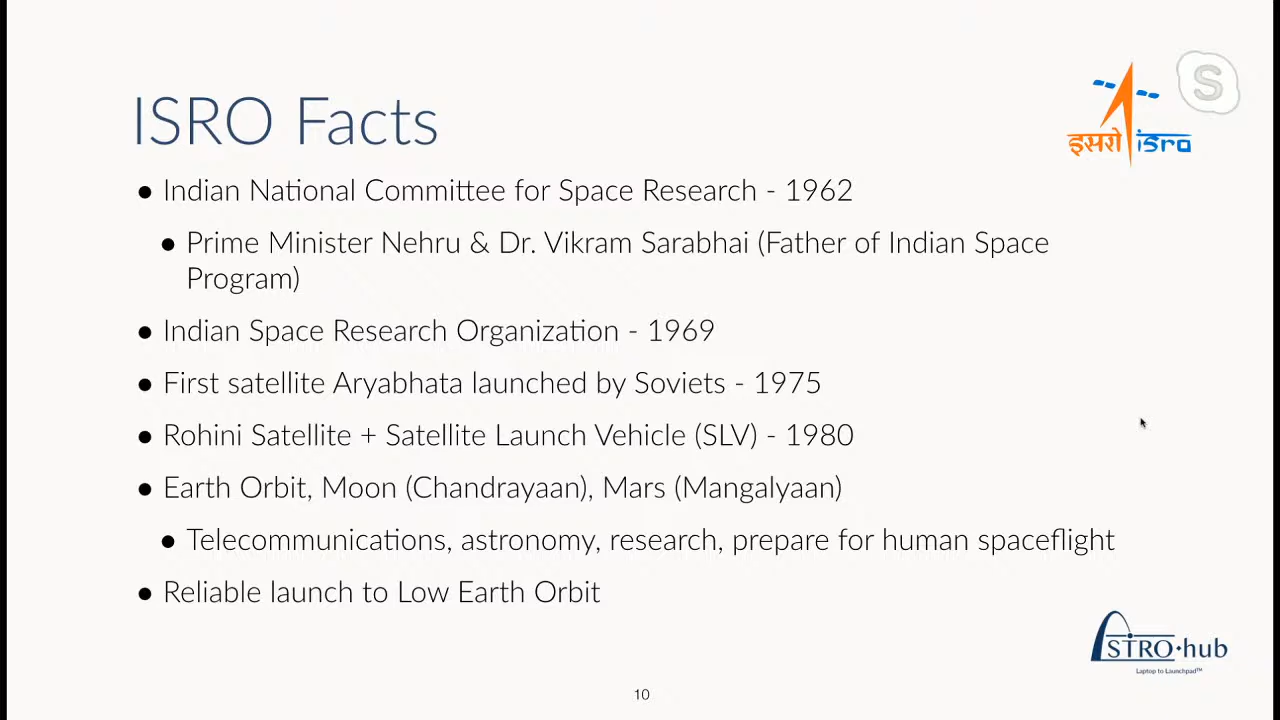 ISRO Facts
इसरो isro
S
● Indian National Committee for Space Research - 1962
● Prime Minister Nehru & Dr. Vikram Sarabhai (Father of Indian Space
Program)
● Indian Space Research Organization - 1969
● First satellite Aryabhata launched by Soviets - 1975
● Rohini Satellite + Satellite Launch Vehicle (SLV) - 1980
● Earth Orbit, Moon (Chandrayaan), Mars (Mangalyaan)
● Telecommunications, astronomy, research, prepare for human spaceflight
● Reliable launch to Low Earth Orbit
ASTRO·hub
Laptop to Launchpad™
10